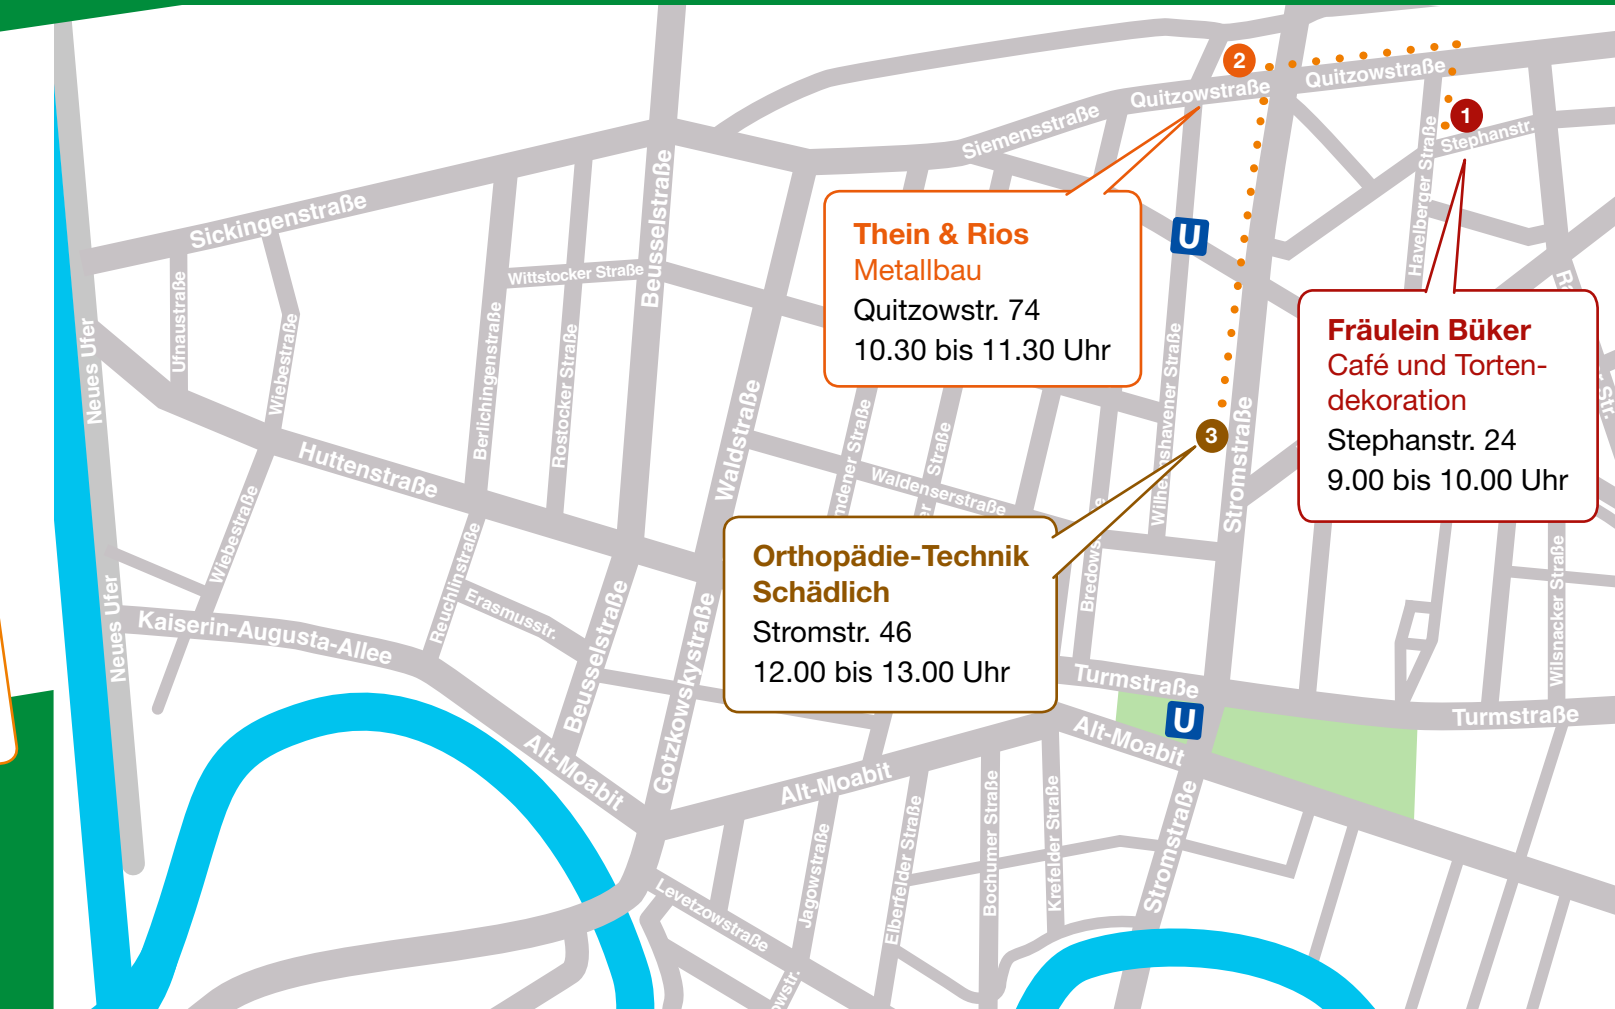 2
Quitzowstraße
Quitzowstraße
1
Stephanstr.
Siemensstraße
Havelberger Straße
Sickingenstraße
Beusselstraße
Wittstocker Straße
Ufnaustraße
Wiebestraße
Berlichingenstraße
Rostocker Straße
Neues Ufer
Thein & Rios
Metallbau
Quitzowstr. 74
10.30 bis 11.30 Uhr
U
Fräulein Büker
Café und Torten-
dekoration
Stephanstr. 24
9.00 bis 10.00 Uhr
Wilhelmshavener Straße
Stromstraße
3
Waldstraße
Huttenstraße
Straße
Waldenserstraße
Wiebestraße
Reuchlinstraße
Erasmusstr.
Orthopädie-Technik
Schädlich
Stromstr. 46
12.00 bis 13.00 Uhr
Wilsnacker Straße
Neues Ufer
Kaiserin-Augusta-Allee
Beusselstraße
Gotzkowskystraße
Turmstraße
U
Turmstraße
Alt-Moabit
Alt-Moabit
Alt-Moabit
Stromstraße
Jagowstraße
Elberfelder Straße
Bochumer Straße
Krefelder Straße
Levetzowstraße